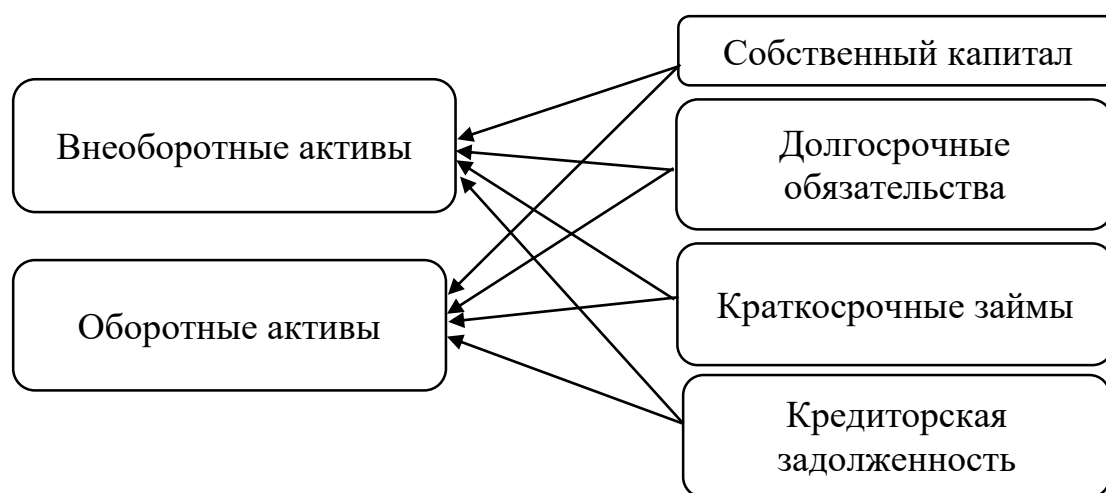 Внеоборотные активы
Оборотные активы
Собственный капитал
Долгосрочные
обязательства
Краткосрочные займы
Кредиторская
задолженность